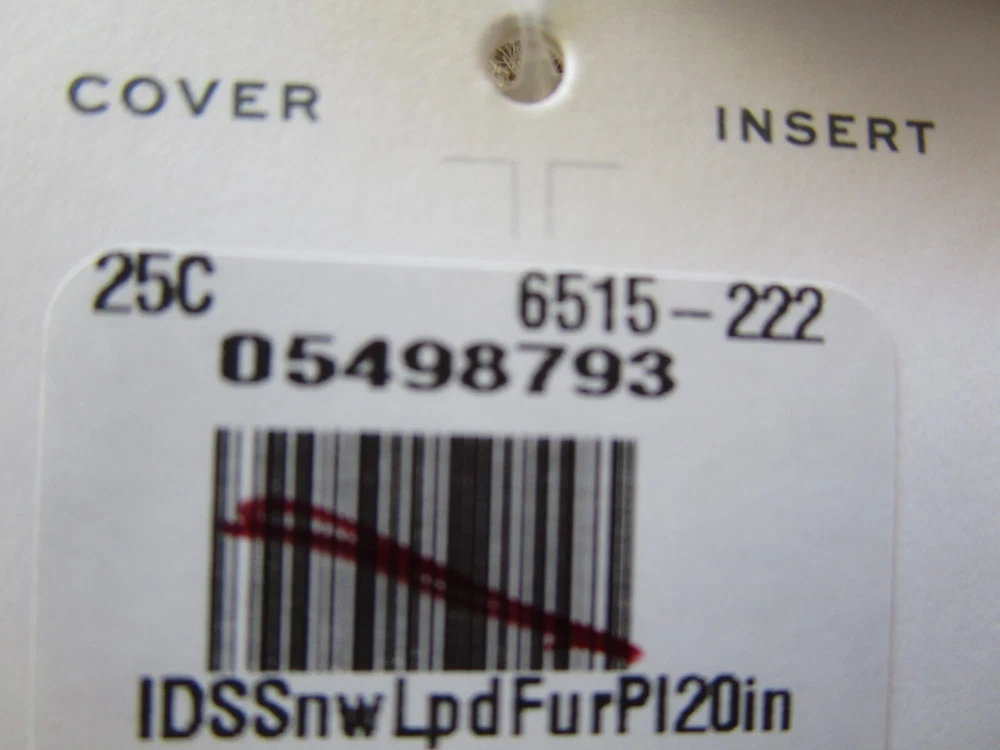 COVER
INSERT
25C 6515-222
05498793
IDSSnwLpdFurPl20in